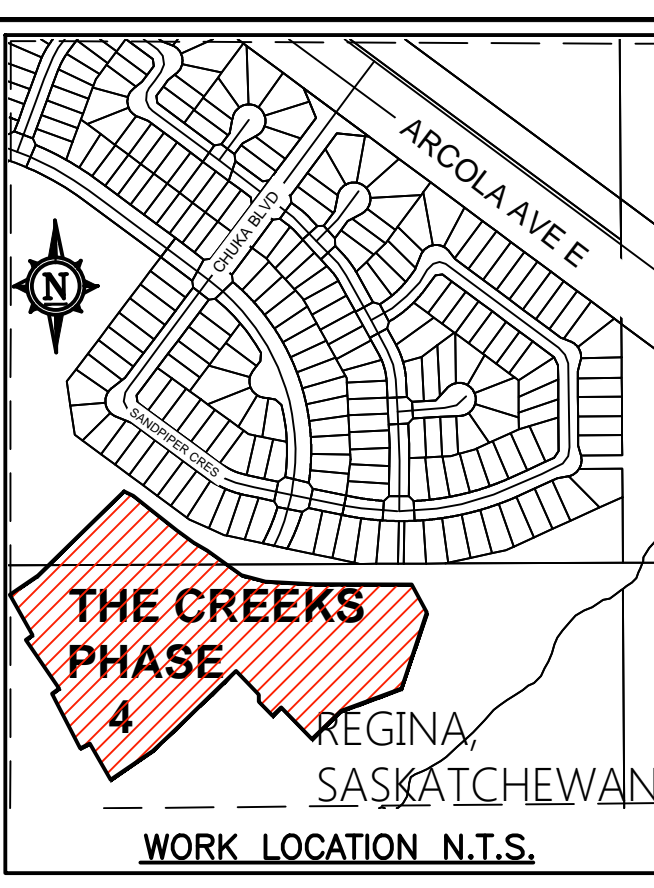 ARCOLA AVE E
CHUKA BLVD
N
SANDPIPER CRES
THE CREEKS
PHASE
4
REGINA,
SASKATCHEWAN
WORK LOCATION N.T.S.